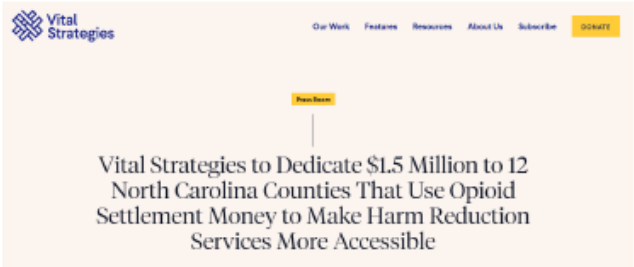 Vital
Strategies
Our Work Features Resources About Us Subscribe DONATE
Press Room
Vital Strategies to Dedicate $1.5 Million to 12
North Carolina Counties That Use Opioid
Settlement Money to Make Harm Reduction
Services More Accessible